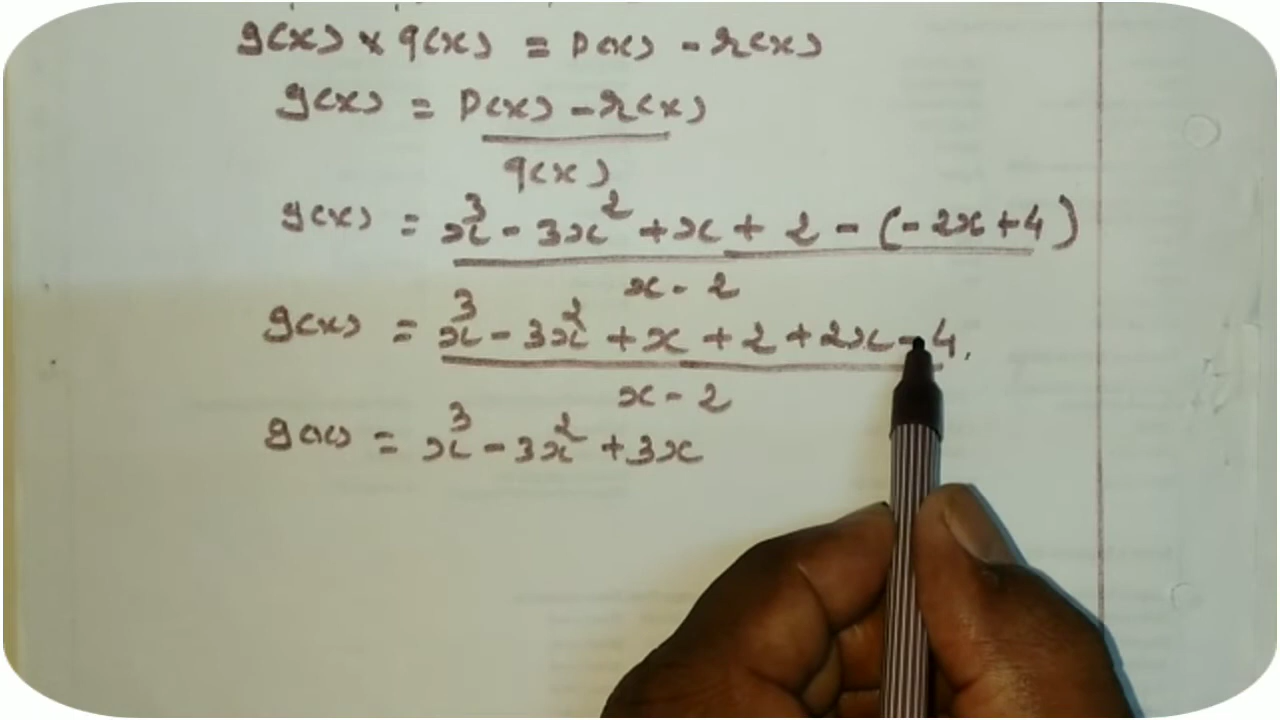 g(x) × q(x) = p(x) - r(x)
g(x) = p(x) - r(x)
q(x)
g(x) = x³ - 3x² + x + 2 - (-2x + 4)
x - 2
g(x) = x³ - 3x² + x + 2 + 2x - 4
x - 2
g(x) = x³ - 3x² + 3x